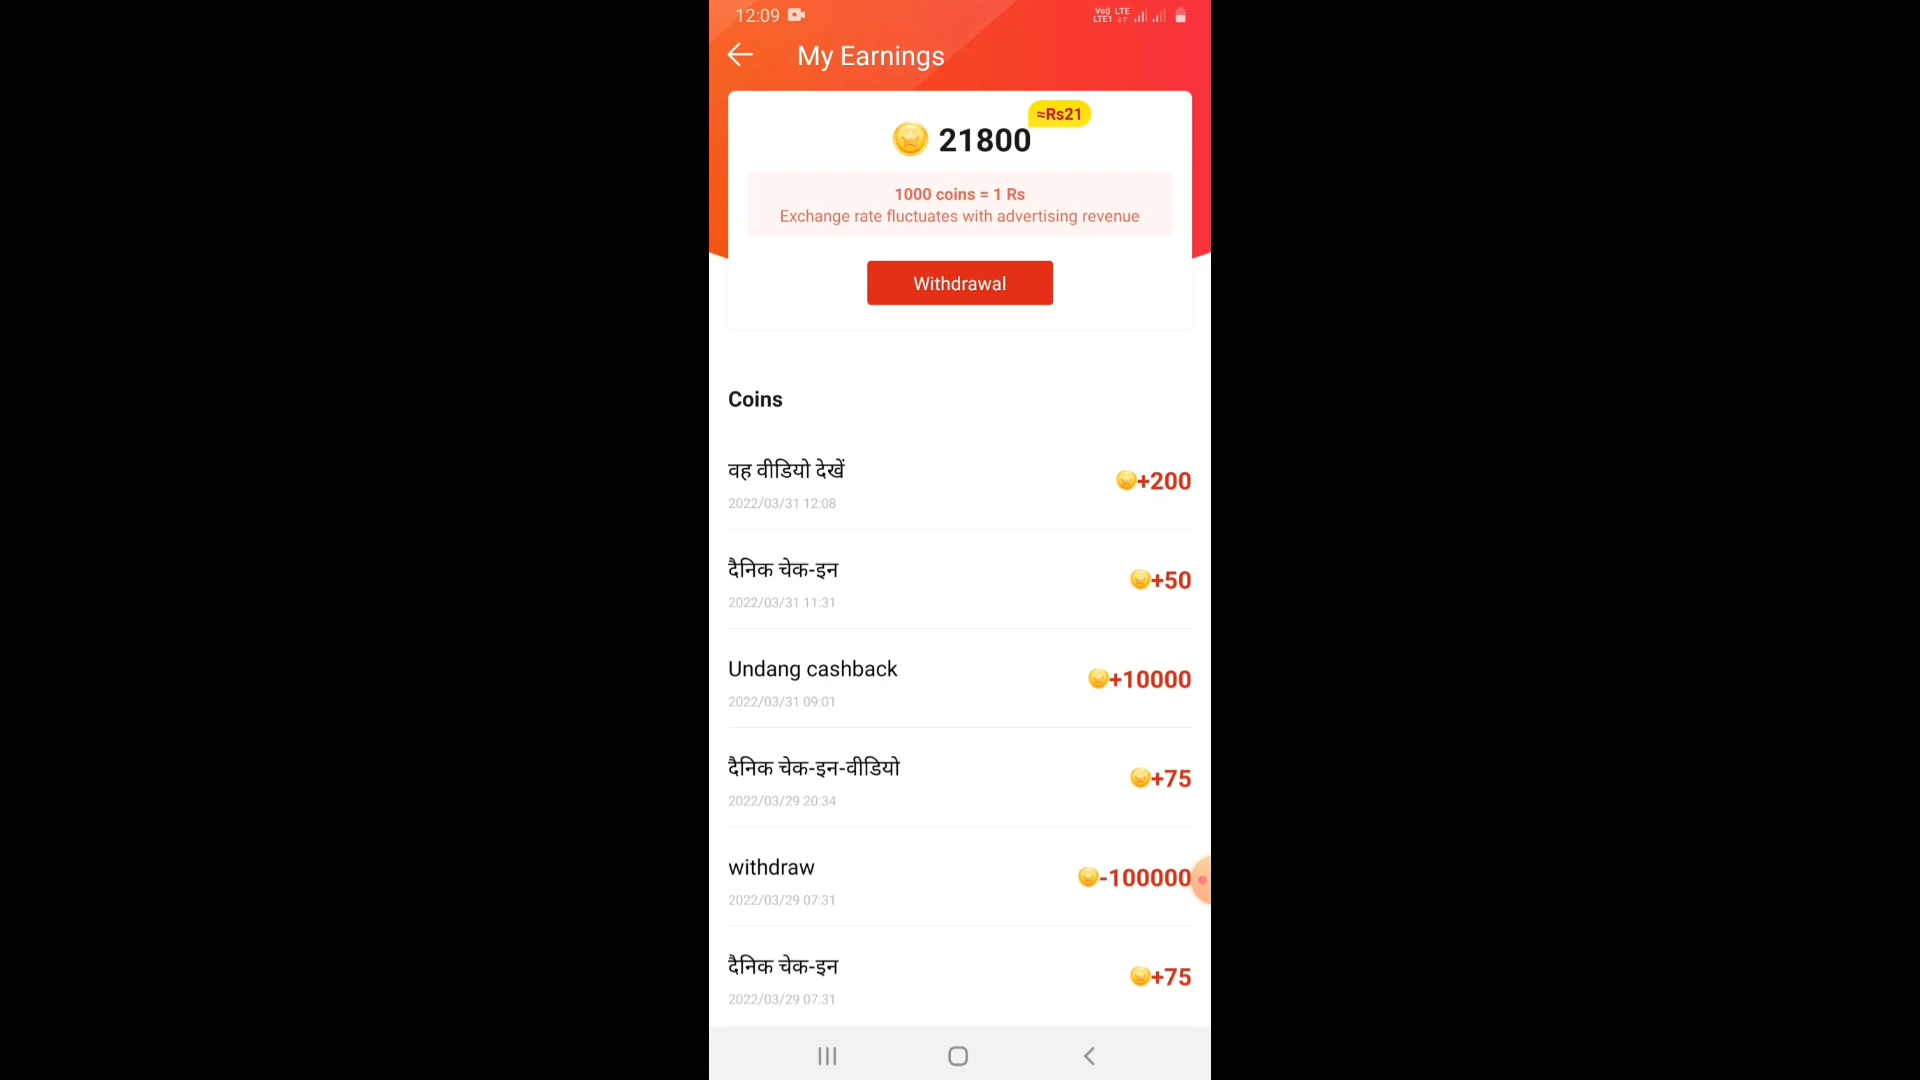 12:09
Vo)) LTE
LTE1
My Earnings
≈Rs21
21800
1000 coins = 1 Rs
Exchange rate fluctuates with advertising revenue
Withdrawal
Coins
वह वीडियो देखें
+200
2022/03/31 12:08
दैनिक चेक-इन
+50
2022/03/31 11:31
Undang cashback
+10000
2022/03/31 09:01
दैनिक चेक-इन-वीडियो
+75
2022/03/29 20:34
withdraw
-100000
2022/03/29 07:31
दैनिक चेक-इन
+75
2022/03/29 07:31